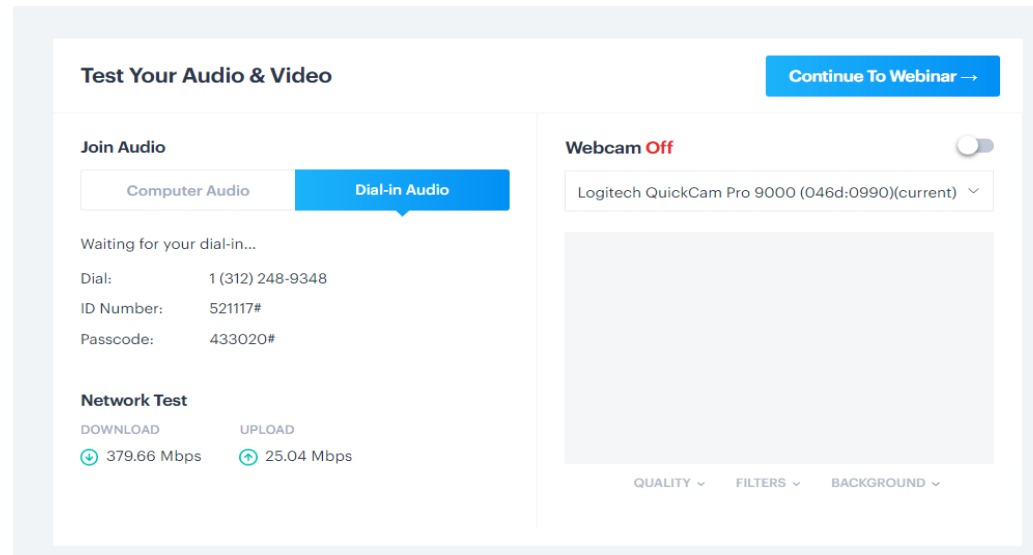 Test Your Audio & Video
Continue To Webinar →
Join Audio
Computer Audio
Dial-in Audio
Waiting for your dial-in...
Dial: 1 (312) 248-9348
ID Number: 521117#
Passcode: 433020#
Network Test
DOWNLOAD UPLOAD
379.66 Mbps 25.04 Mbps
Webcam Off
Logitech QuickCam Pro 9000 (046d:0990)(current)
QUALITY FILTERS BACKGROUND